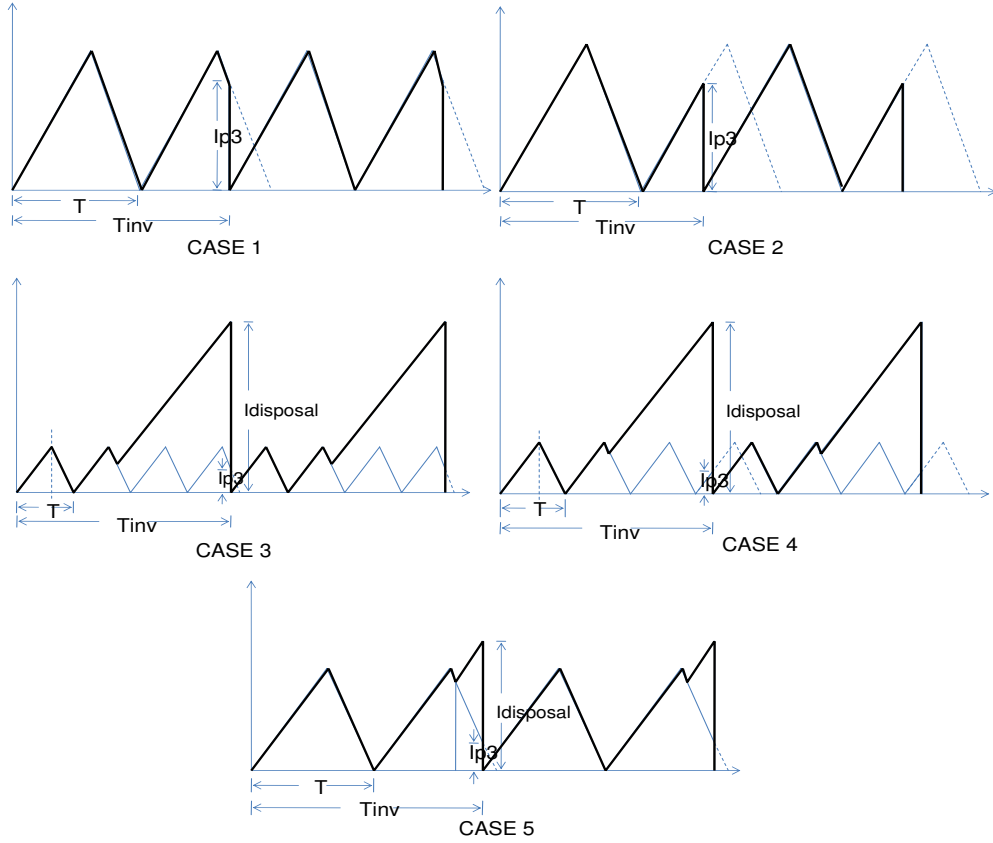 Ip3
T
Tinv
CASE 1
Ip3
T
Tinv
CASE 2
Idisposal
Ip3
T
Tinv
CASE 3
Idisposal
Ip3
T
Tinv
CASE 4
Idisposal
Ip3
T
Tinv
CASE 5